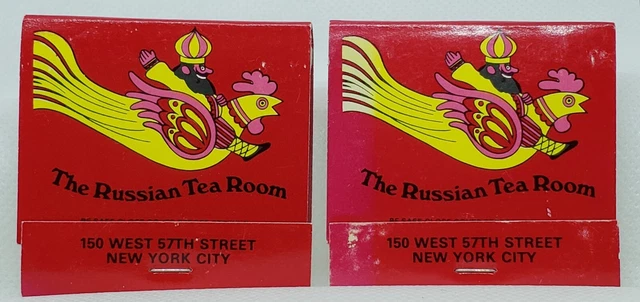 The Russian Tea Room
150 WEST 57TH STREET
NEW YORK CITY
The Russian Tea Room
150 WEST 57TH STREET
NEW YORK CITY